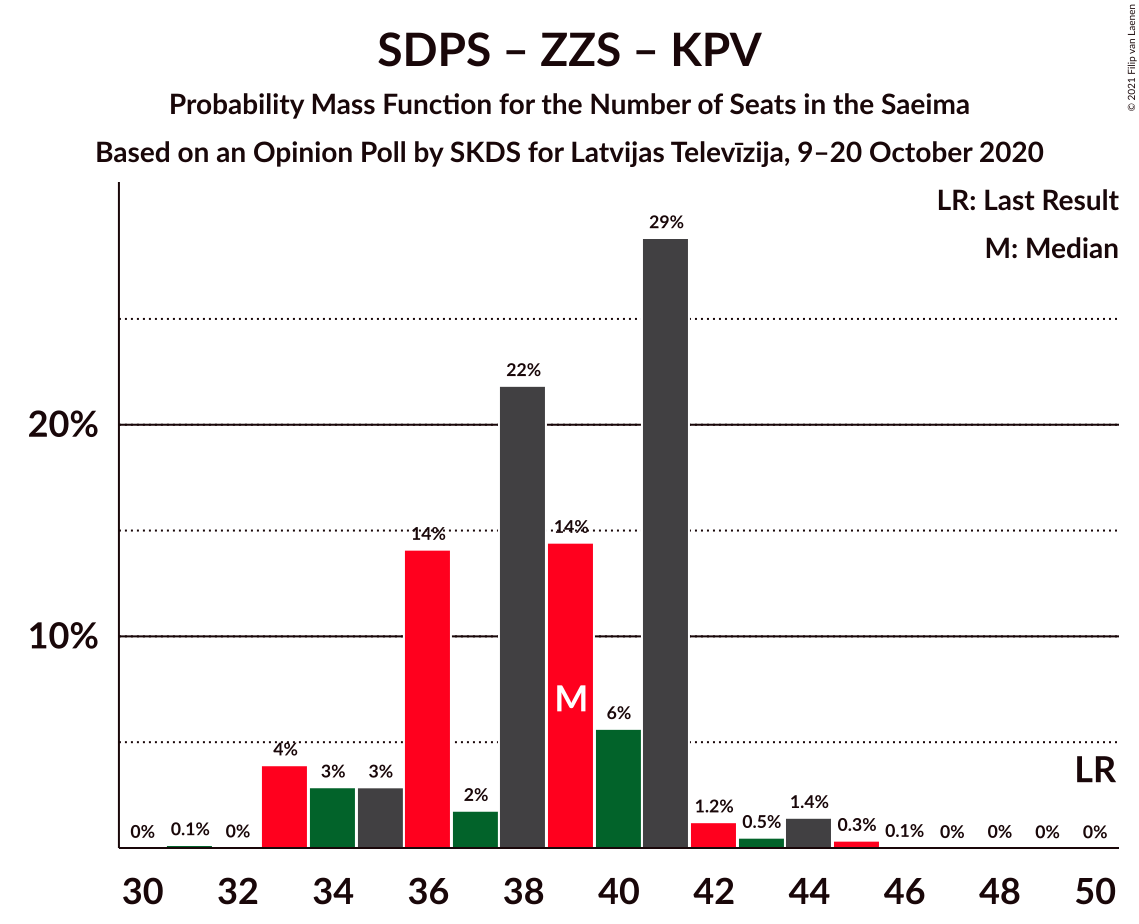 SDPS – ZZS – KPV
Probability Mass Function for the Number of Seats in the Saeima
Based on an Opinion Poll by SKDS for Latvijas Televīzija, 9–20 October 2020
© 2021 Filip van Laenen
LR: Last Result
M: Median
29%
22%
20%
14% 14%
10%
M
6%
4% 3% 3% 2%
LR
0% 0.1% 0% 1.2% 0.5% 1.4% 0.3% 0.1% 0% 0% 0% 0%
30 32 34 36 38 40 42 44 46 48 50